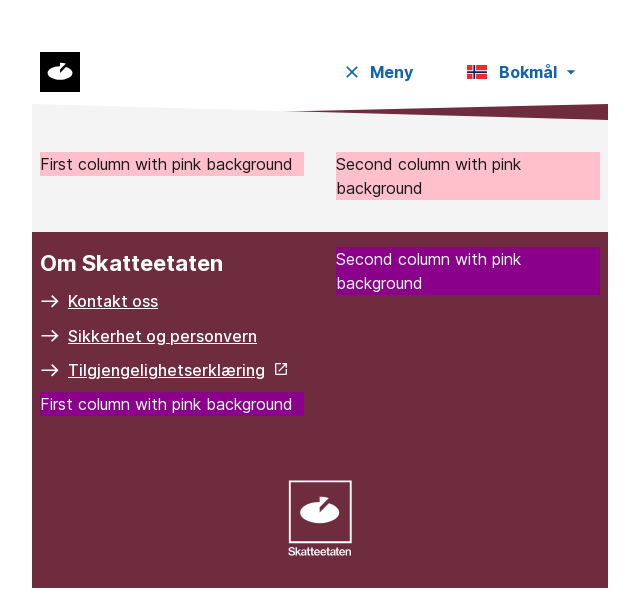 Meny
Bokmål
First column with pink background
Second column with pink
background
Om Skatteetaten
Kontakt oss
Sikkerhet og personvern
Tilgjengelighetserklæring
First column with pink background
Second column with pink
background
Skatteetaten